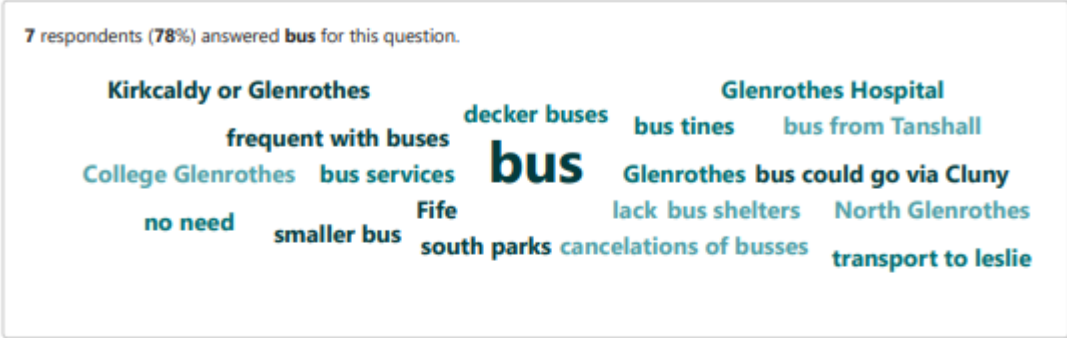 7 respondents (78%) answered bus for this question.
Kirkcaldy or Glenrothes
Glenrothes Hospital
decker buses
bus tines
bus from Tanshall
frequent with buses
bus
College Glenrothes
bus services
Glenrothes
bus could go via Cluny
Fife
lack bus shelters
North Glenrothes
no need
smaller bus
south parks
cancelations of busses
transport to leslie